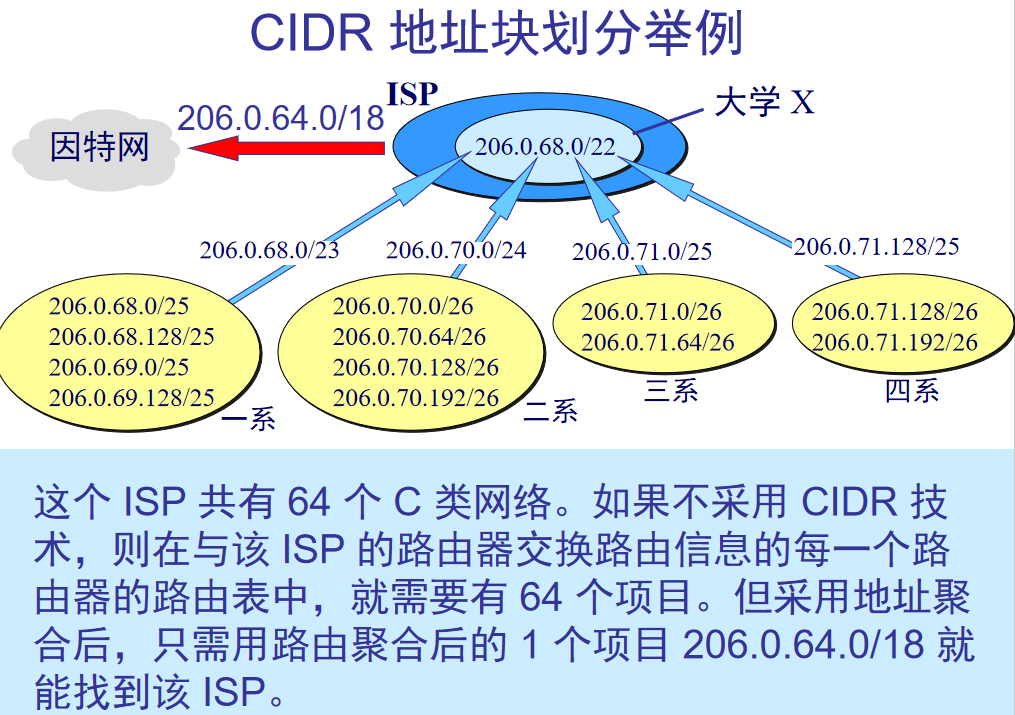 CIDR 地址块划分举例
ISP
大学 X
206.0.64.0/18
因特网
206.0.68.0/22
206.0.68.0/23
206.0.70.0/24
206.0.71.0/25
206.0.71.128/25
206.0.68.0/25
206.0.68.128/25
206.0.69.0/25
206.0.69.128/25
一系
206.0.70.0/26
206.0.70.64/26
206.0.70.128/26
206.0.70.192/26
二系
206.0.71.0/26
206.0.71.64/26
三系
206.0.71.128/26
206.0.71.192/26
四系
这个 ISP 共有 64 个 C 类网络。如果不采用 CIDR 技
术，则在与该 ISP 的路由器交换路由信息的每一个路
由器的路由表中，就需要有 64 个项目。但采用地址聚
合后，只需用路由聚合后的 1 个项目 206.0.64.0/18 就
能找到该 ISP。